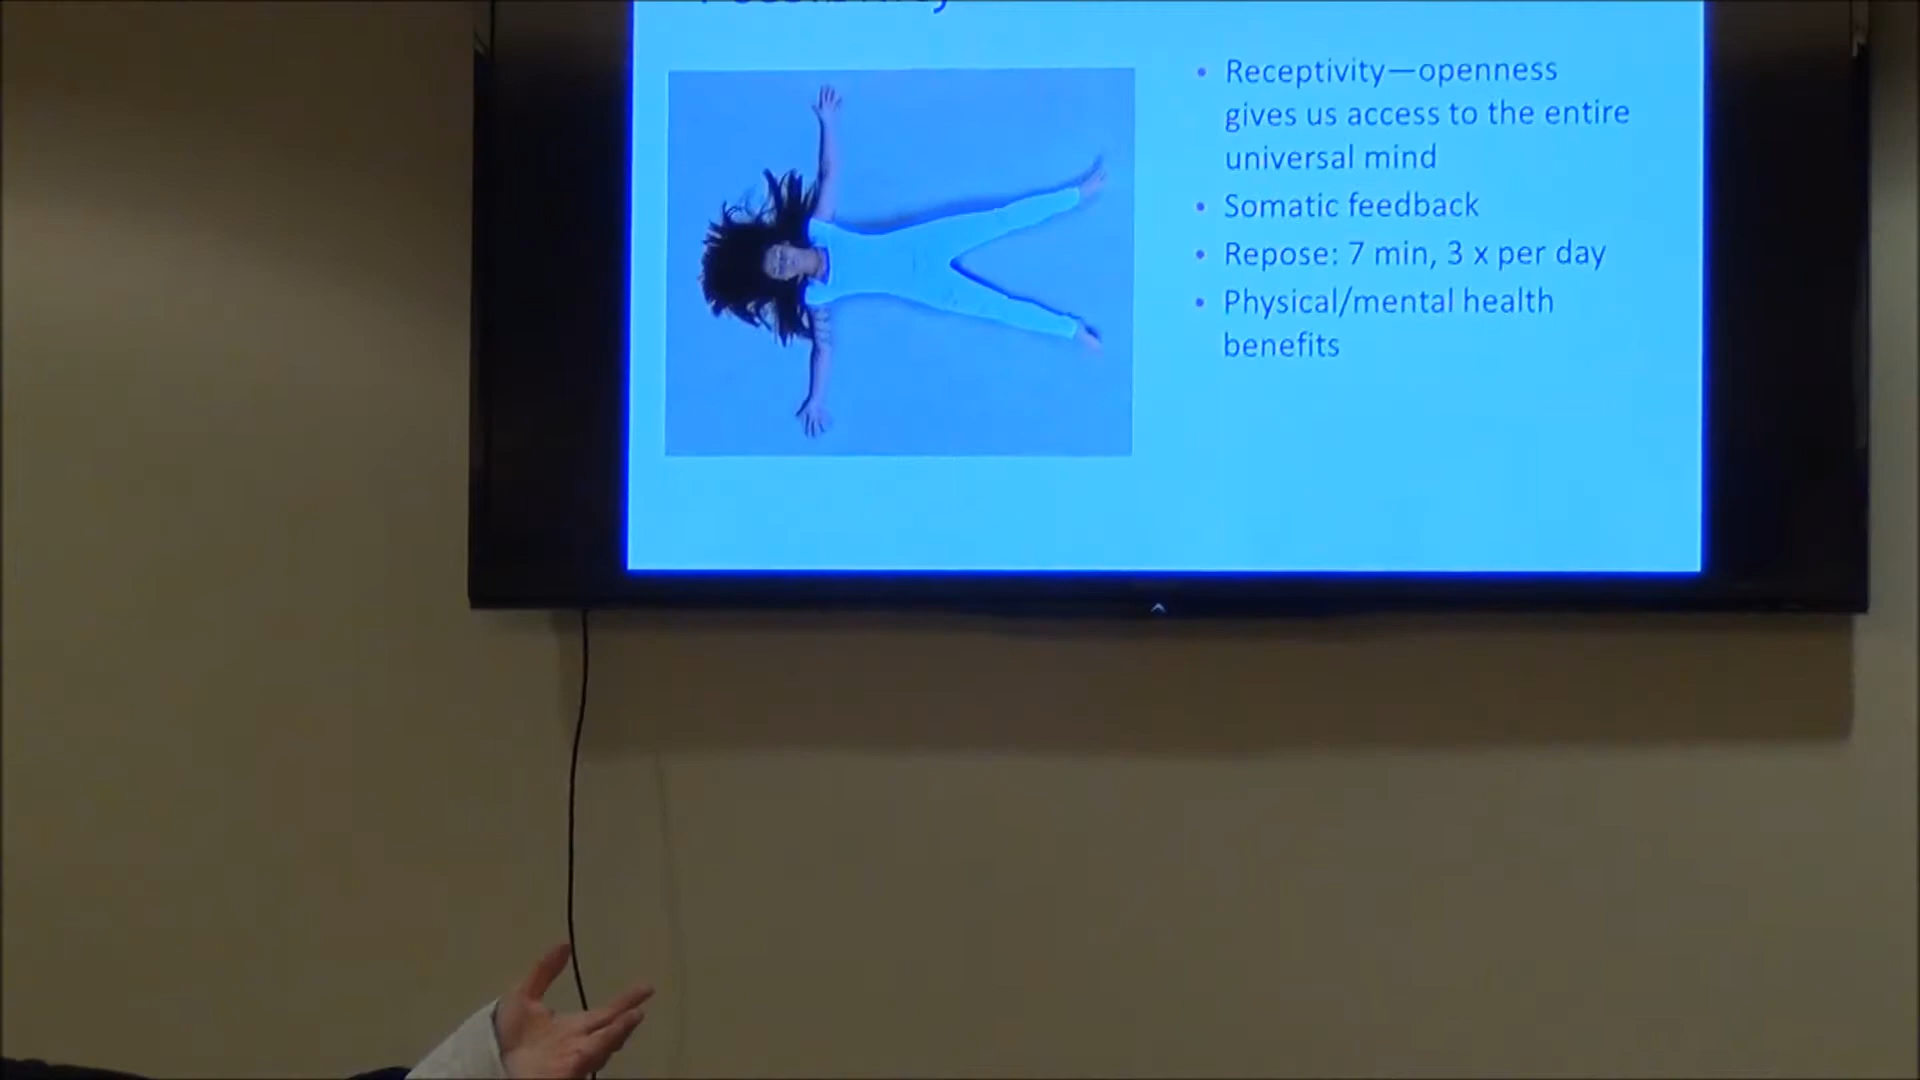 • Receptivity—openness
gives us access to the entire
universal mind
• Somatic feedback
• Repose: 7 min, 3 x per day
• Physical/mental health
benefits